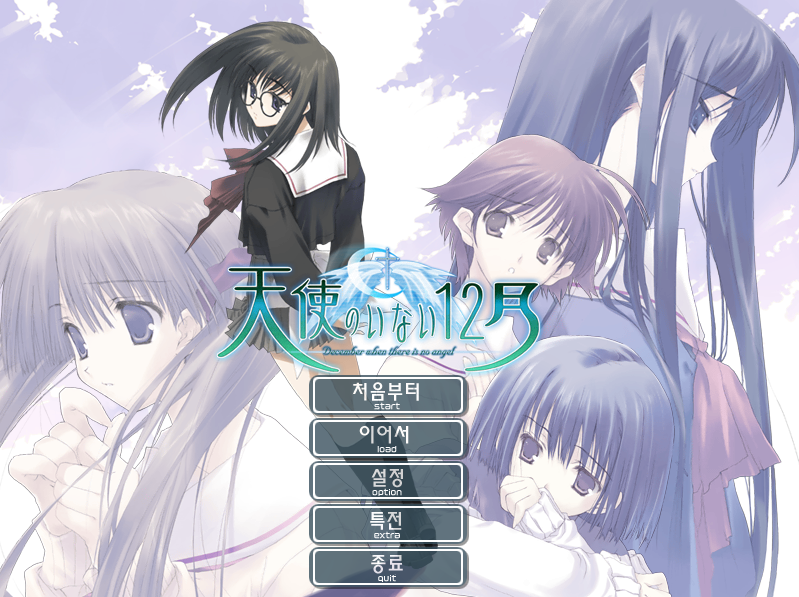 天使のいない12月
December when there is no angel
처음부터
start
이어서
load
설정
option
특전
extra
종료
quit